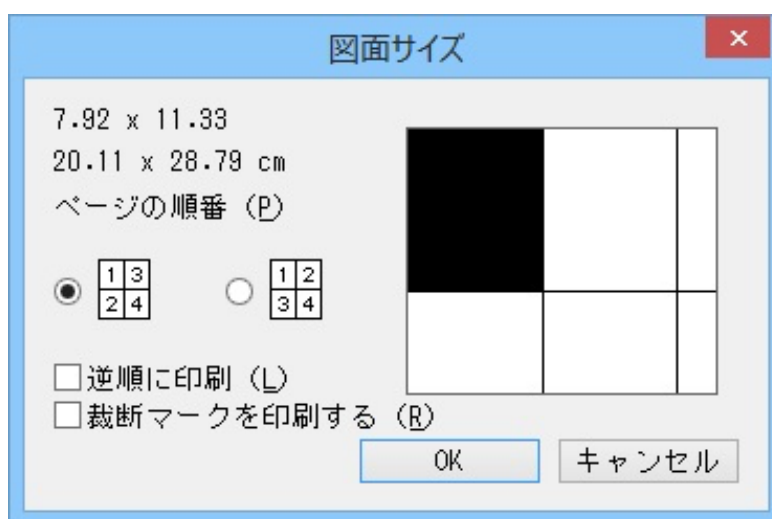 図面サイズ
7.92 x 11.33
20.11 x 28.79 cm
ページの順番 (P)
1 3
2 4
1 2
3 4
逆順に印刷 (L)
裁断マークを印刷する (R)
OK
キャンセル